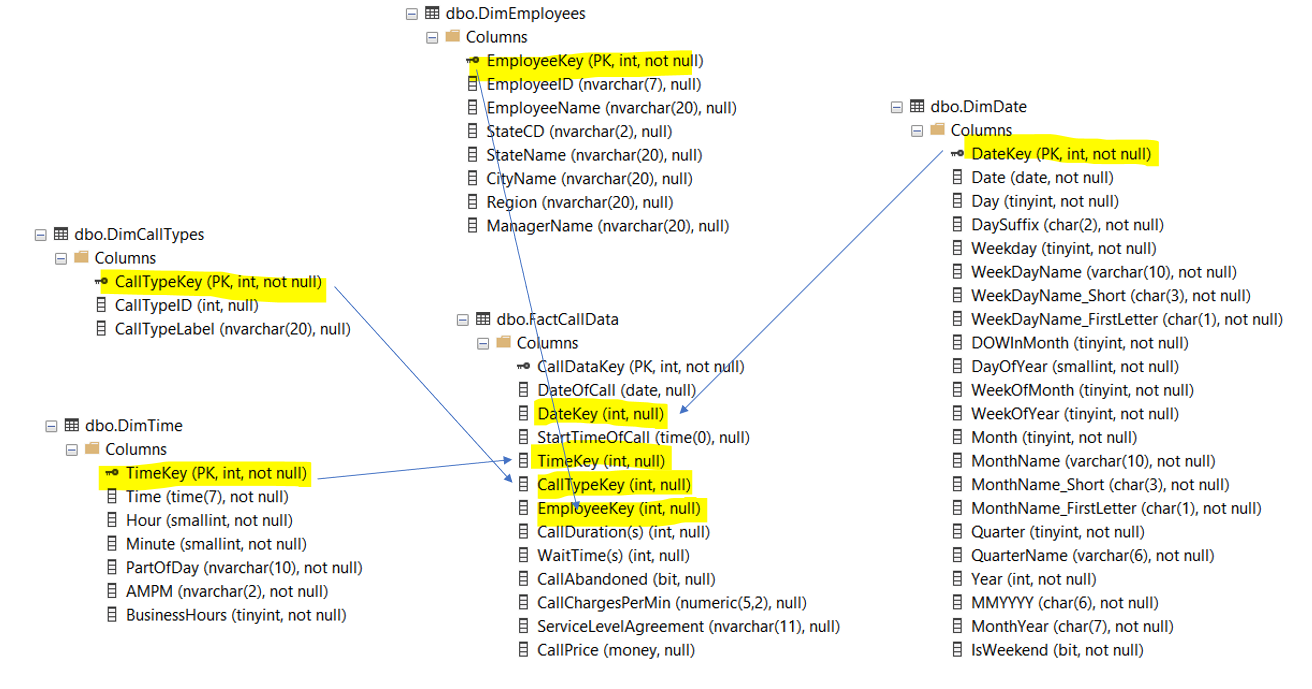 dbo.DimEmployees
Columns
EmployeeKey (PK, int, not null)
EmployeeID (nvarchar(7), null)
EmployeeName (nvarchar(20), null)
StateCD (nvarchar(2), null)
StateName (nvarchar(20), null)
CityName (nvarchar(20), null)
Region (nvarchar(20), null)
ManagerName (nvarchar(20), null)
dbo.DimDate
Columns
DateKey (PK, int, not null)
Date (date, not null)
Day (tinyint, not null)
DaySuffix (char(2), not null)
Weekday (tinyint, not null)
WeekDayName (varchar(10), not null)
WeekDayName_Short (char(3), not null)
WeekDayName_FirstLetter (char(1), not null)
DOWInMonth (tinyint, not null)
DayOfYear (smallint, not null)
WeekOfMonth (tinyint, not null)
WeekOfYear (tinyint, not null)
Month (tinyint, not null)
MonthName (varchar(10), not null)
MonthName_Short (char(3), not null)
MonthName_FirstLetter (char(1), not null)
Quarter (tinyint, not null)
QuarterName (varchar(6), not null)
Year (int, not null)
MMYYYY (char(6), not null)
MonthYear (char(7), not null)
IsWeekend (bit, not null)
dbo.DimCallTypes
Columns
CallTypeKey (PK, int, not null)
CallTypeID (int, null)
CallTypeLabel (nvarchar(20), null)
dbo.FactCallData
Columns
CallDataKey (PK, int, not null)
DateOfCall (date, null)
DateKey (int, null)
StartTimeOfCall (time(0), null)
TimeKey (int, null)
CallTypeKey (int, null)
EmployeeKey (int, null)
CallDuration(s) (int, null)
WaitTime(s) (int, null)
CallAbandoned (bit, null)
CallChargesPerMin (numeric(5,2), null)
ServiceLevelAgreement (nvarchar(11), null)
CallPrice (money, null)
dbo.DimTime
Columns
TimeKey (PK, int, not null)
Time (time(7), not null)
Hour (smallint, not null)
Minute (smallint, not null)
PartOfDay (nvarchar(10), not null)
AMPM (nvarchar(2), not null)
BusinessHours (tinyint, not null)